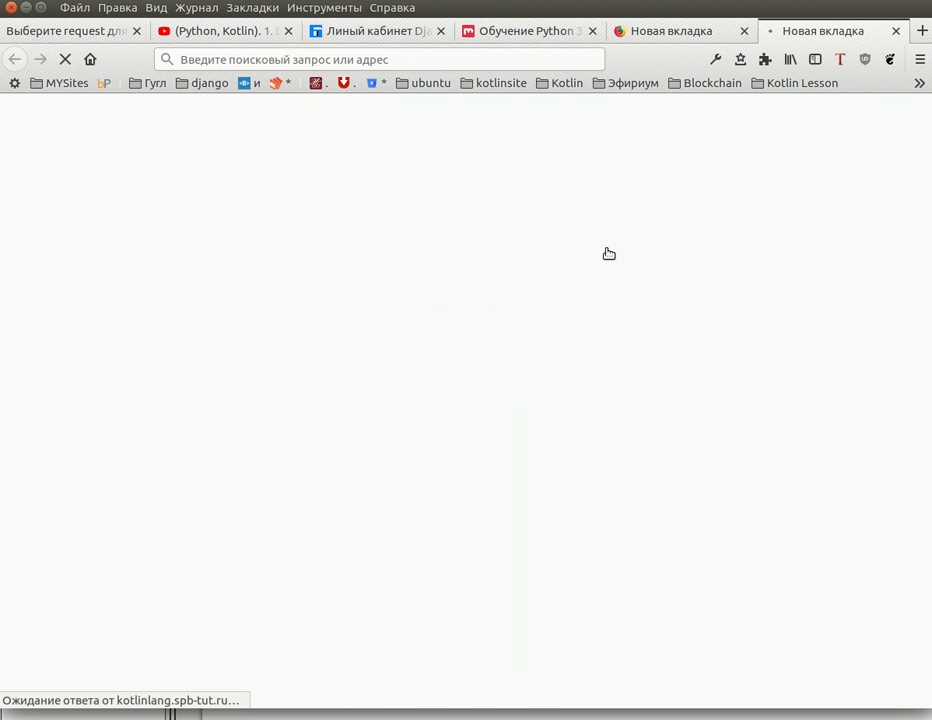 Файл Правка Вид Журнал Закладки Инструменты Справка
Выберите request для (Python, Kotlin). 1. Линый кабинет Dja Обучение Python 3 Новая вкладка Новая вкладка
Введите поисковый запрос или адрес
MYSites bP Гугл django и * . . * ubuntu kotlinsite Kotlin Эфириум Blockchain Kotlin Lesson
Ожидание ответа от kotlinlang.spb-tut.ru…